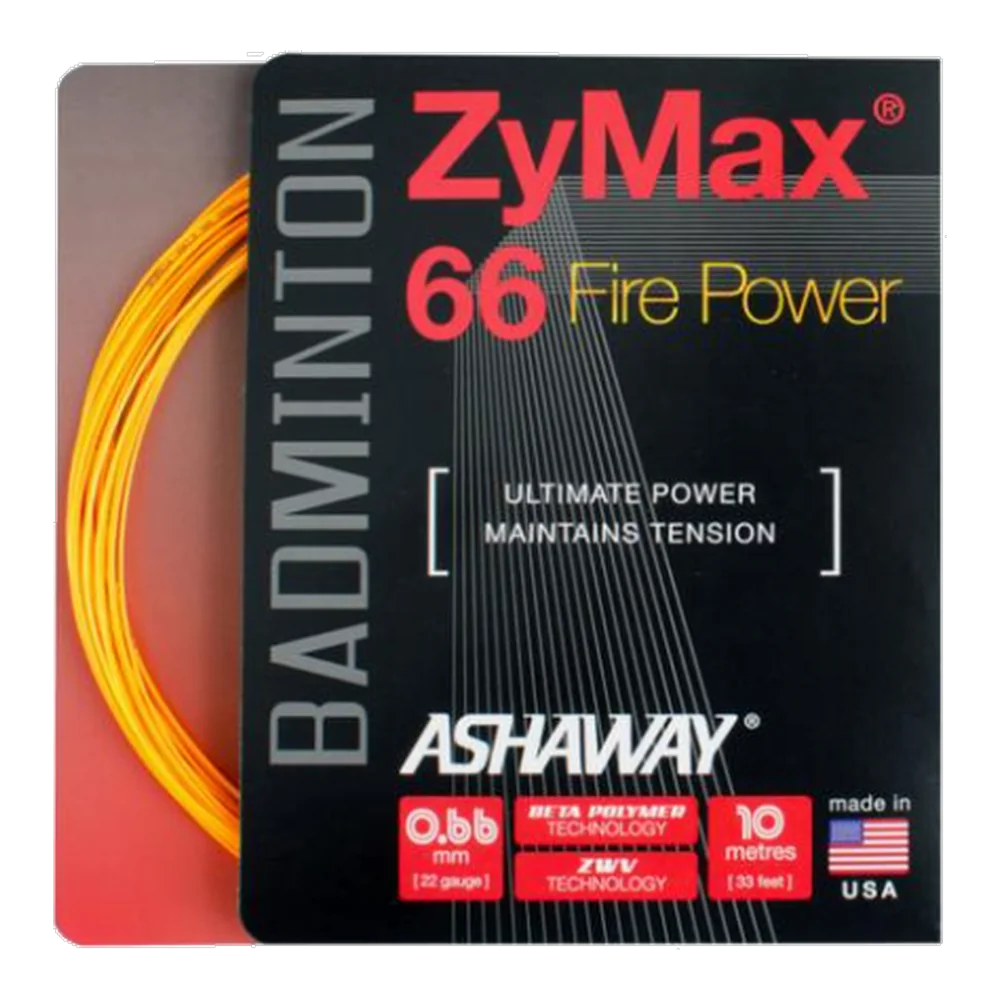 BADMINTON
ZyMax®
66 Fire Power
ULTIMATE POWER
MAINTAINS TENSION
ASHAWAY®
0.66
mm
[22 gauge]
BETA POLYMER
TECHNOLOGY
ZWV
TECHNOLOGY
10
metres
[33 feet]
made in
USA